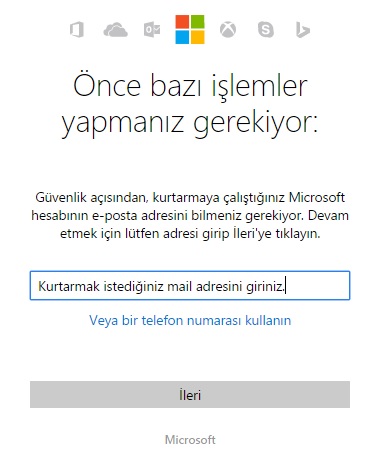 Önce bazı işlemler
yapmanız gerekiyor:
Güvenlik açısından, kurtarmaya çalıştığınız Microsoft
hesabının e-posta adresini bilmeniz gerekiyor. Devam
etmek için lütfen adresi girip İleri'ye tıklayın.
Kurtarmak istediğiniz mail adresini giriniz.
Veya bir telefon numarası kullanın
İleri
Microsoft